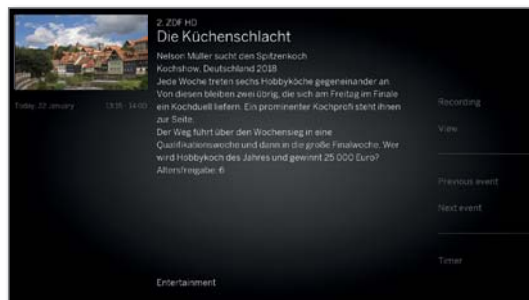 2. ZDF HD
Die Küchenschlacht
Nelson Müller sucht den Spitzenkoch
Kochshow, Deutschland 2018
Jede Woche treten sechs Hobbyköche gegeneinander an.
Von diesen bleiben zwei übrig, die sich am Freitag im Finale
ein Kochduell liefern. Ein prominenter Kochprofi steht ihnen
zur Seite.
Der Weg führt über den Wochensieg in eine
Qualifikationswoche und dann in die große Finalwoche. Wer
wird Hobbykoch des Jahres und gewinnt 25 000 Euro?
Altersfreigabe: 6
Entertainment
Today, 22 January 13:15 - 14:00
Recording
View
Previous event
Next event
Timer